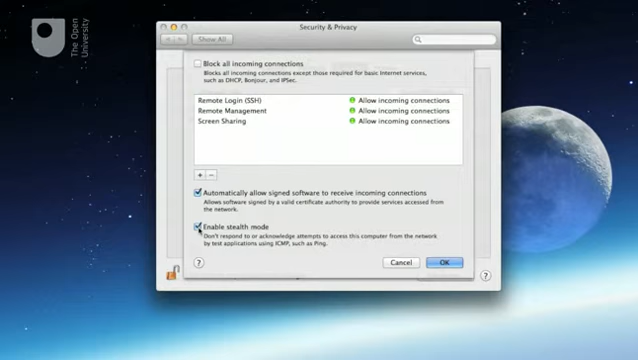 The Open
University
Security & Privacy
Show All
Block all incoming connections
Blocks all incoming connections except those required for basic Internet services,
such as DHCP, Bonjour, and IPSec.
Remote Login (SSH) Allow incoming connections
Remote Management Allow incoming connections
Screen Sharing Allow incoming connections
+ −
Automatically allow signed software to receive incoming connections
Allows software signed by a valid certificate authority to provide services accessed from
the network.
Enable stealth mode
Don't respond to or acknowledge attempts to access this computer from the network
by test applications using ICMP, such as Ping.
? Cancel OK ?